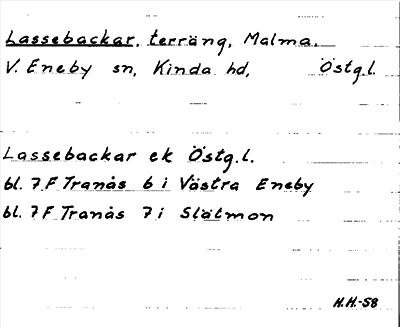 Lassebackar, terräng, Malma.
V. Eneby sn, Kinda hd, Östg.l.
Lassebackar ek Östg.l.
bl. 7 F Tranås 6 i Västra Eneby
bl. 7 F Tranås 7 i Slätmon
H.H.-58